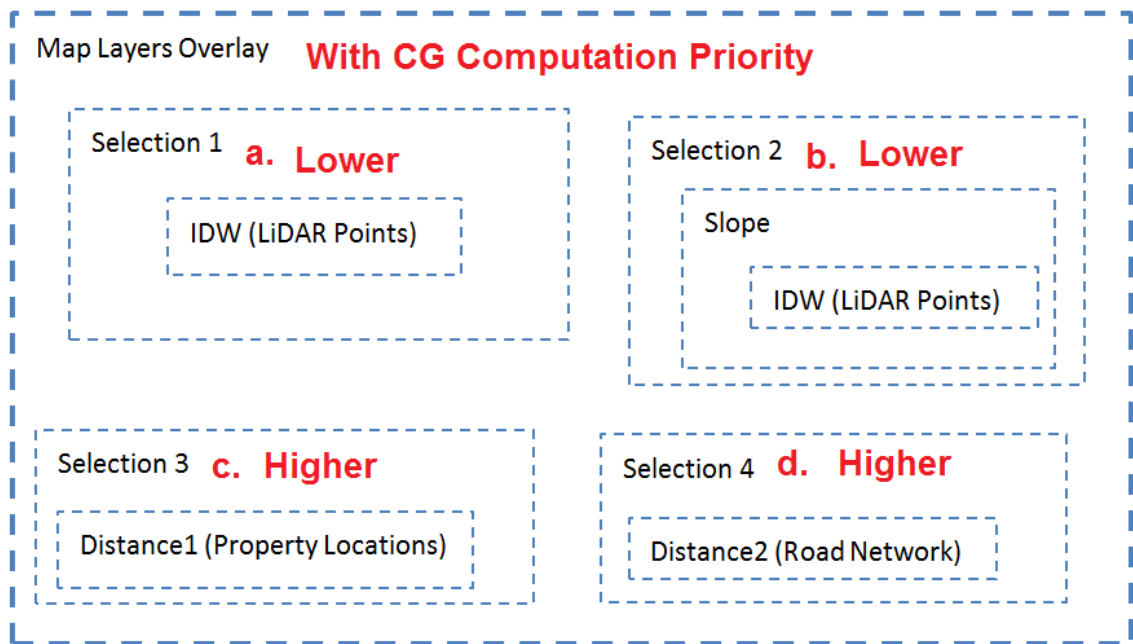 Map Layers Overlay With CG Computation Priority
Selection 1 a. Lower
IDW (LiDAR Points)
Selection 2 b. Lower
Slope
IDW (LiDAR Points)
Selection 3 c. Higher
Distance1 (Property Locations)
Selection 4 d. Higher
Distance2 (Road Network)